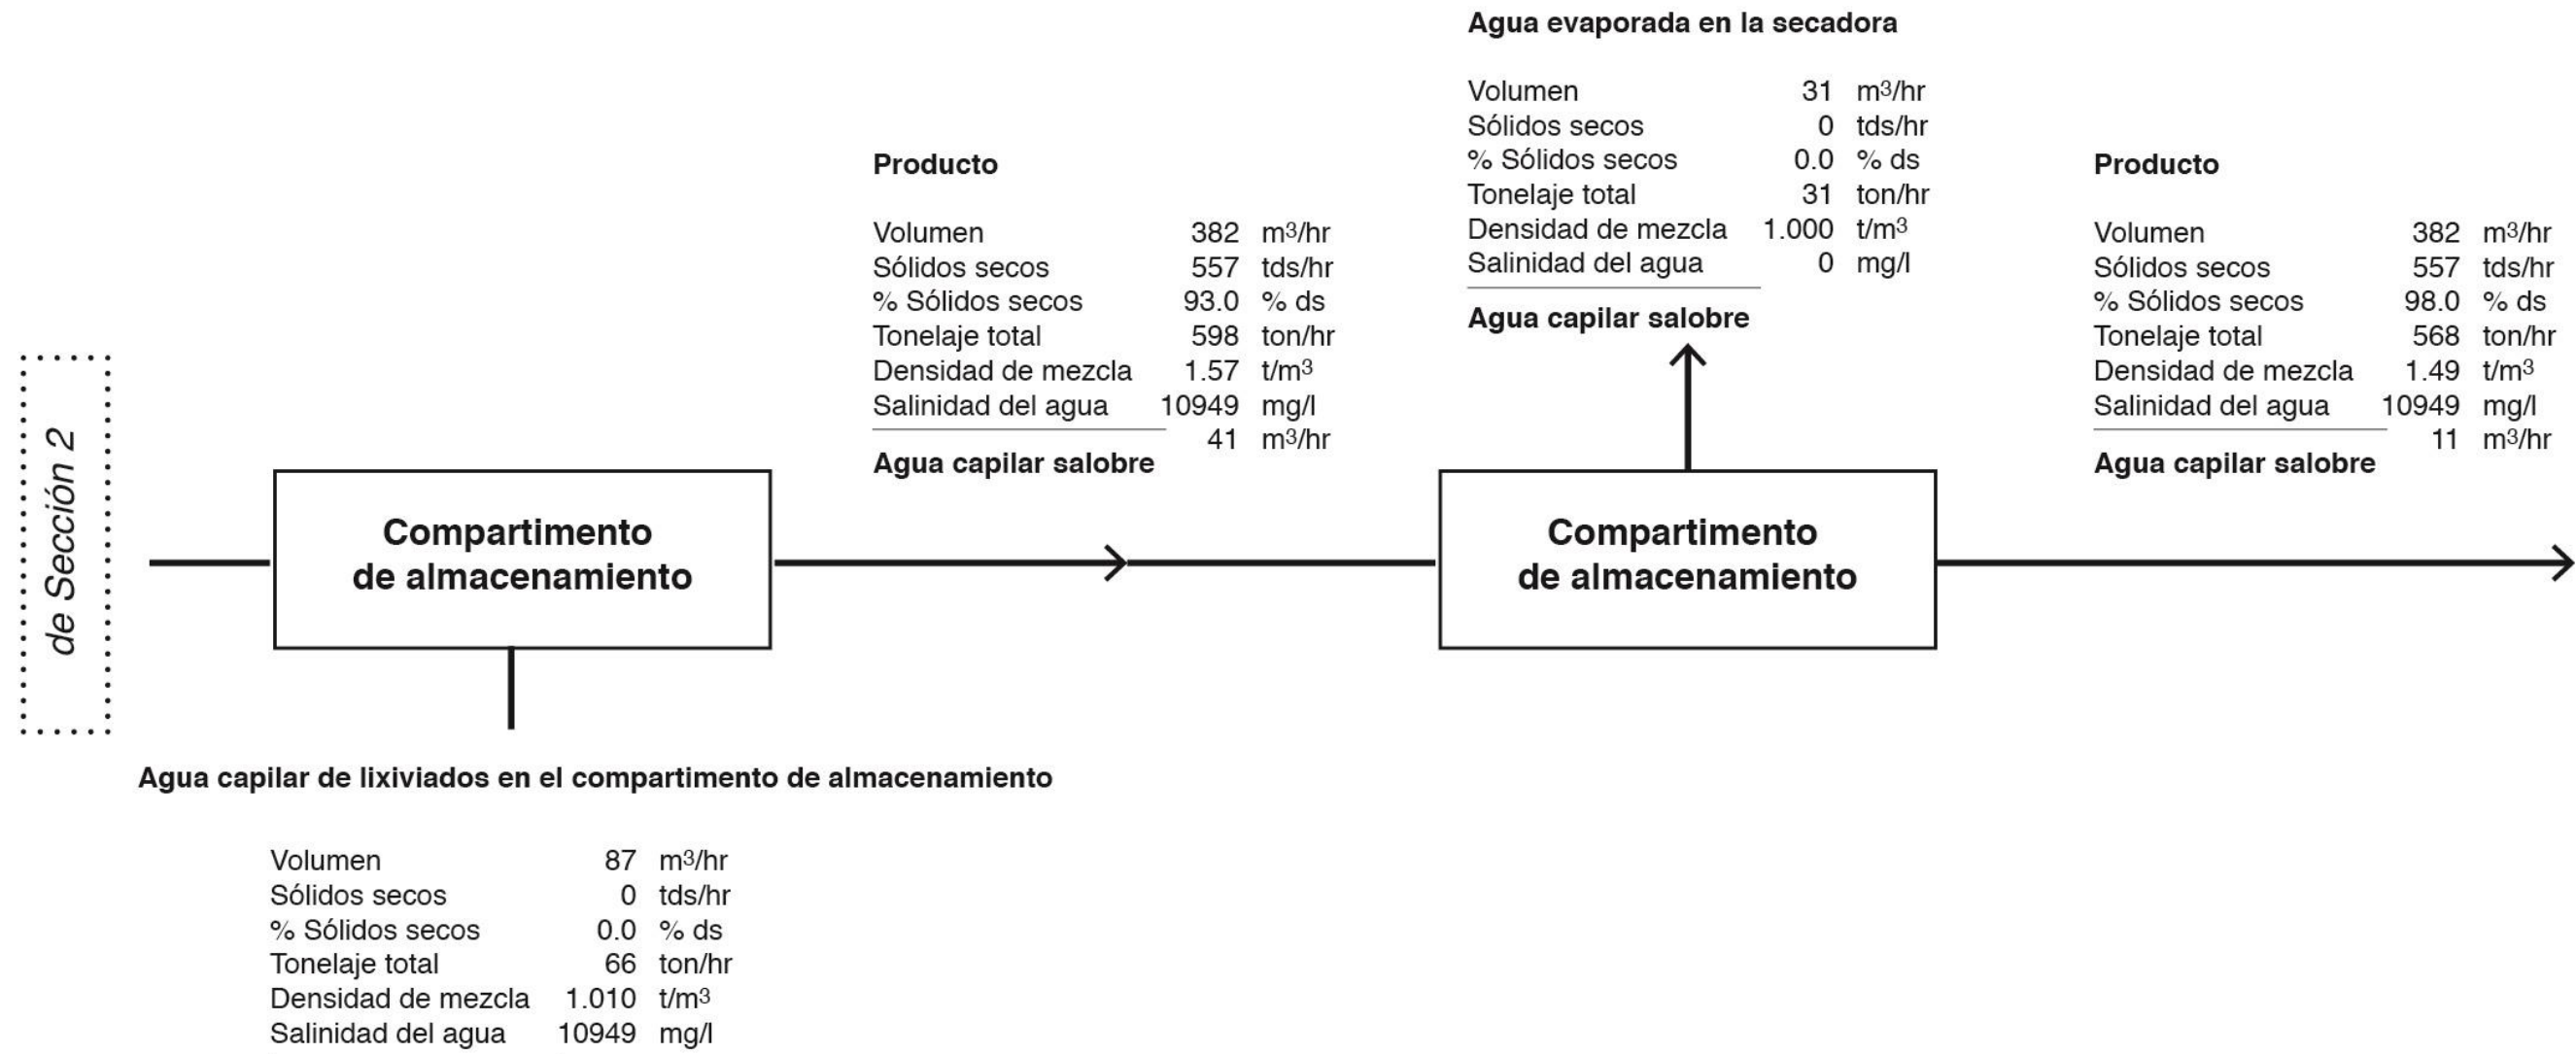 de Sección 2
Compartimento
de almacenamiento
Agua capilar de lixiviados en el compartimento de almacenamiento
Volumen 87 m³/hr
Sólidos secos 0 tds/hr
% Sólidos secos 0.0 % ds
Tonelaje total 66 ton/hr
Densidad de mezcla 1.010 t/m³
Salinidad del agua 10949 mg/l
Producto
Volumen 382 m³/hr
Sólidos secos 557 tds/hr
% Sólidos secos 93.0 % ds
Tonelaje total 598 ton/hr
Densidad de mezcla 1.57 t/m³
Salinidad del agua 10949 mg/l
41 m³/hr
Agua capilar salobre
Agua evaporada en la secadora
Volumen 31 m³/hr
Sólidos secos 0 tds/hr
% Sólidos secos 0.0 % ds
Tonelaje total 31 ton/hr
Densidad de mezcla 1.000 t/m³
Salinidad del agua 0 mg/l
Agua capilar salobre
Compartimento
de almacenamiento
Producto
Volumen 382 m³/hr
Sólidos secos 557 tds/hr
% Sólidos secos 98.0 % ds
Tonelaje total 568 ton/hr
Densidad de mezcla 1.49 t/m³
Salinidad del agua 10949 mg/l
11 m³/hr
Agua capilar salobre